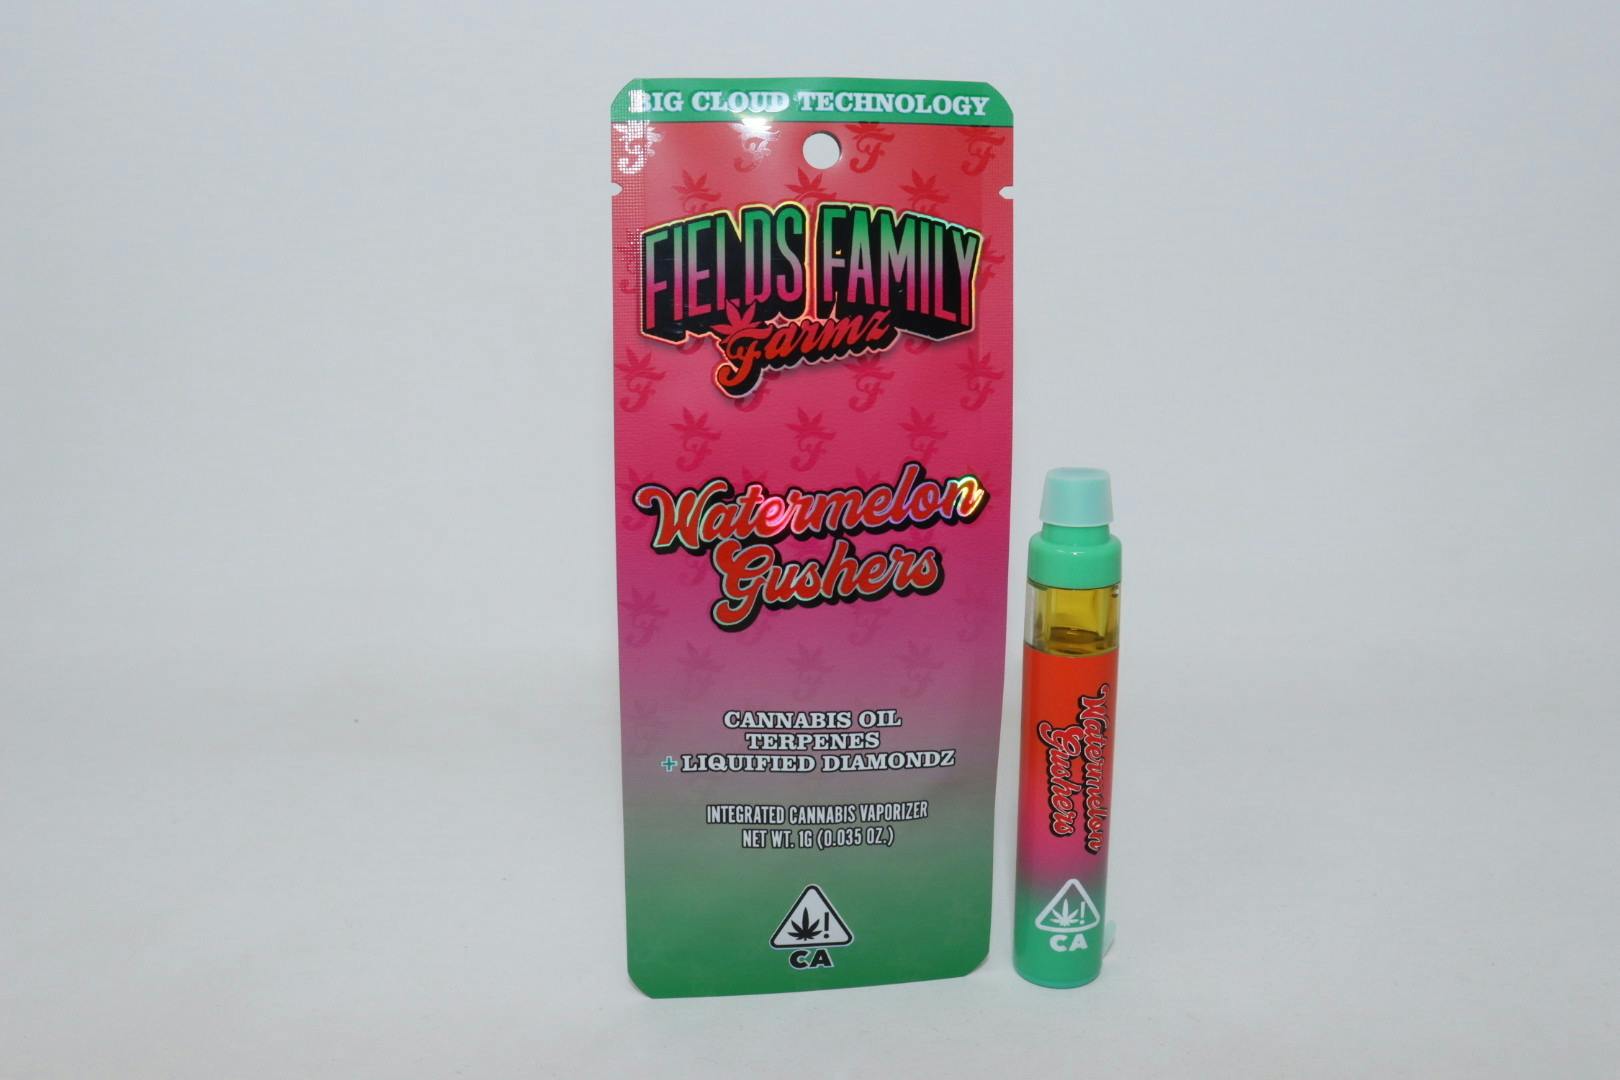 BIG CLOUD TECHNOLOGY
FIELDS FAMILY
Farmz
Watermelon
Gushers
CANNABIS OIL
TERPENES
+ LIQUIFIED DIAMONDZ
INTEGRATED CANNABIS VAPORIZER
NET WT. 1G (0.035 OZ.)
!
CA
Watermelon
Gushers
!
CA